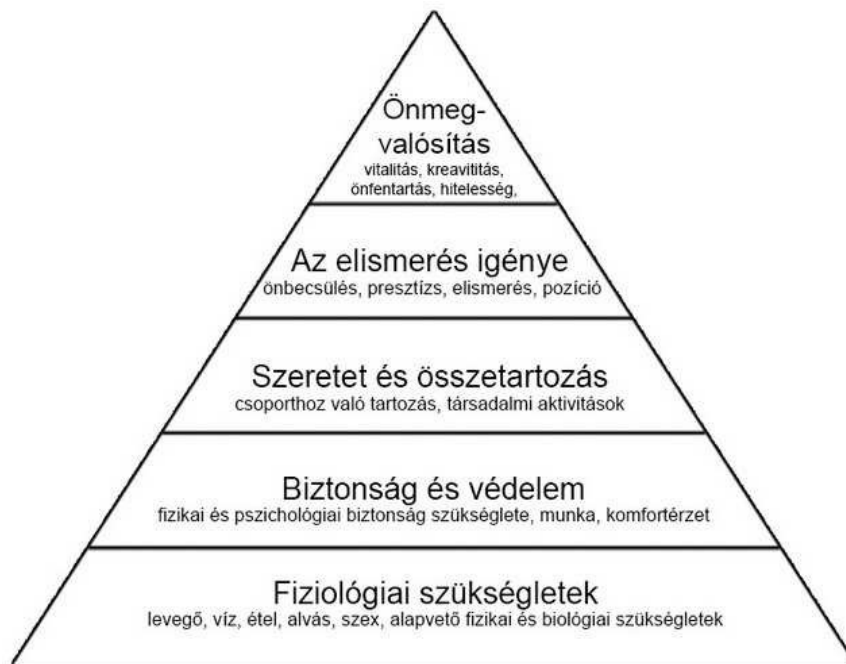 Önmeg-
valósítás
vitalitás, kreavititás,
önfentartás, hitelesség,
Az elismerés igénye
önbecsülés, presztízs, elismerés, pozíció
Szeretet és összetartozás
csoporthoz való tartozás, társadalmi aktivitások
Biztonság és védelem
fizikai és pszichológiai biztonság szükséglete, munka, komfortérzet
Fiziológiai szükségletek
levegő, víz, étel, alvás, szex, alapvető fizikai és biológiai szükségletek